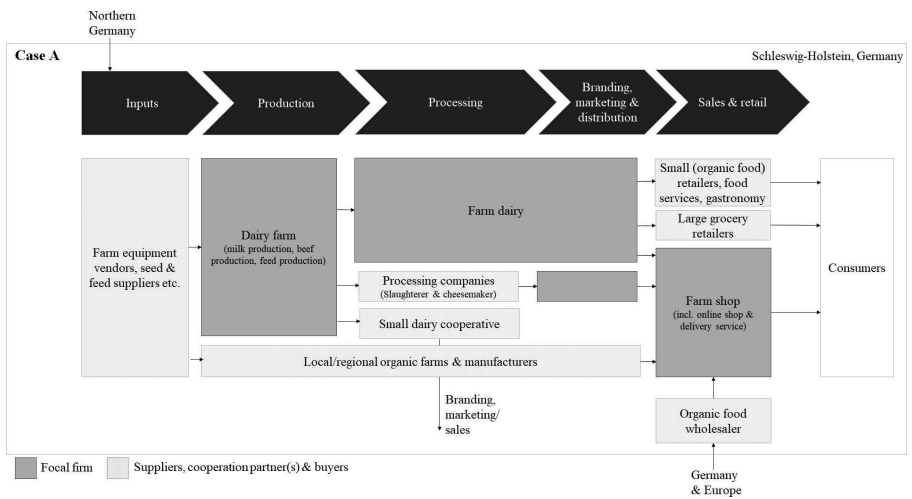 Northern
Germany
Case A
Schleswig-Holstein, Germany
Inputs
Production
Processing
Branding,
marketing &
distribution
Sales & retail
Farm equipment
vendors, seed &
feed suppliers etc.
Dairy farm
(milk production, beef
production, feed production)
Farm dairy
Processing companies
(Slaughterer & cheesemaker)
Small dairy cooperative
Local/regional organic farms & manufacturers
Small (organic food)
retailers, food
services, gastronomy
Large grocery
retailers
Farm shop
(incl. online shop &
delivery service)
Consumers
Branding,
marketing/
sales
Organic food
wholesaler
Germany
& Europe
Focal firm
Suppliers, cooperation partner(s) & buyers